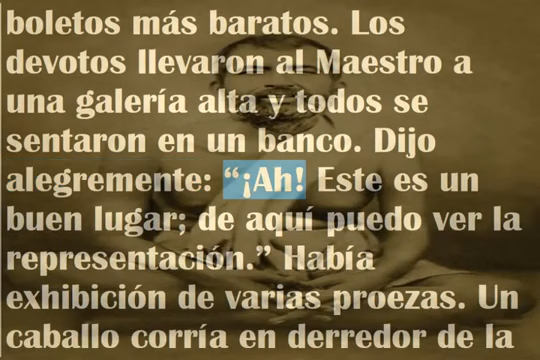 boletos más baratos. Los
devotos llevaron al Maestro a
una galería alta y todos se
sentaron en un banco. Dijo
alegremente: “¡Ah! Este es un
buen lugar; de aquí puedo ver la
representación.” Había
exhibición de varias proezas. Un
caballo corría en derredor de la